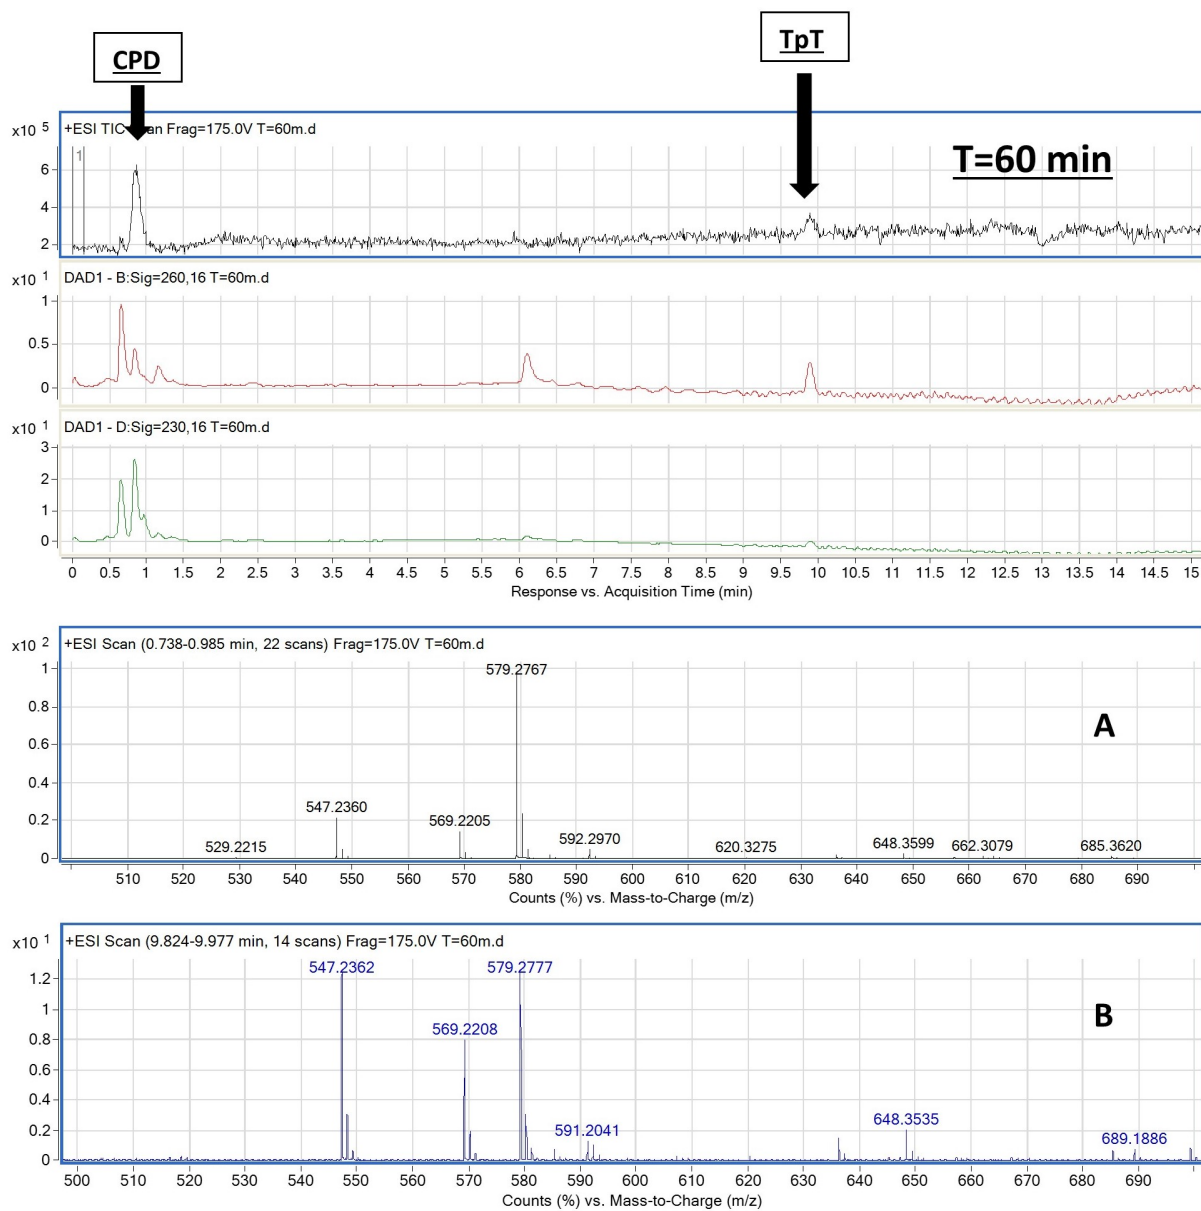 CPD
TpT
x10 5
+ESI TIC Scan Frag=175.0V T=60m.d
1
T=60 min
6
4
2
x10 1
DAD1 - B:Sig=260,16 T=60m.d
1
0.5
0
x10 1
DAD1 - D:Sig=230,16 T=60m.d
3
2
1
0
0 0.5 1 1.5 2 2.5 3 3.5 4 4.5 5 5.5 6 6.5 7 7.5 8 8.5 9 9.5 10 10.5 11 11.5 12 12.5 13 13.5 14 14.5 15
Response vs. Acquisition Time (min)
x10 2
+ESI Scan (0.738-0.985 min, 22 scans) Frag=175.0V T=60m.d
1
579.2767
0.8
A
0.6
0.4
0.2
547.2360
569.2205
592.2970
529.2215
620.3275
648.3599
662.3079
685.3620
0
510 520 530 540 550 560 570 580 590 600 610 620 630 640 650 660 670 680 690
Counts (%) vs. Mass-to-Charge (m/z)
x10 1
+ESI Scan (9.824-9.977 min, 14 scans) Frag=175.0V T=60m.d
547.2362
579.2777
1.2
1
B
569.2208
0.8
0.6
0.4
0.2
591.2041
648.3535
689.1886
0
500 510 520 530 540 550 560 570 580 590 600 610 620 630 640 650 660 670 680 690
Counts (%) vs. Mass-to-Charge (m/z)